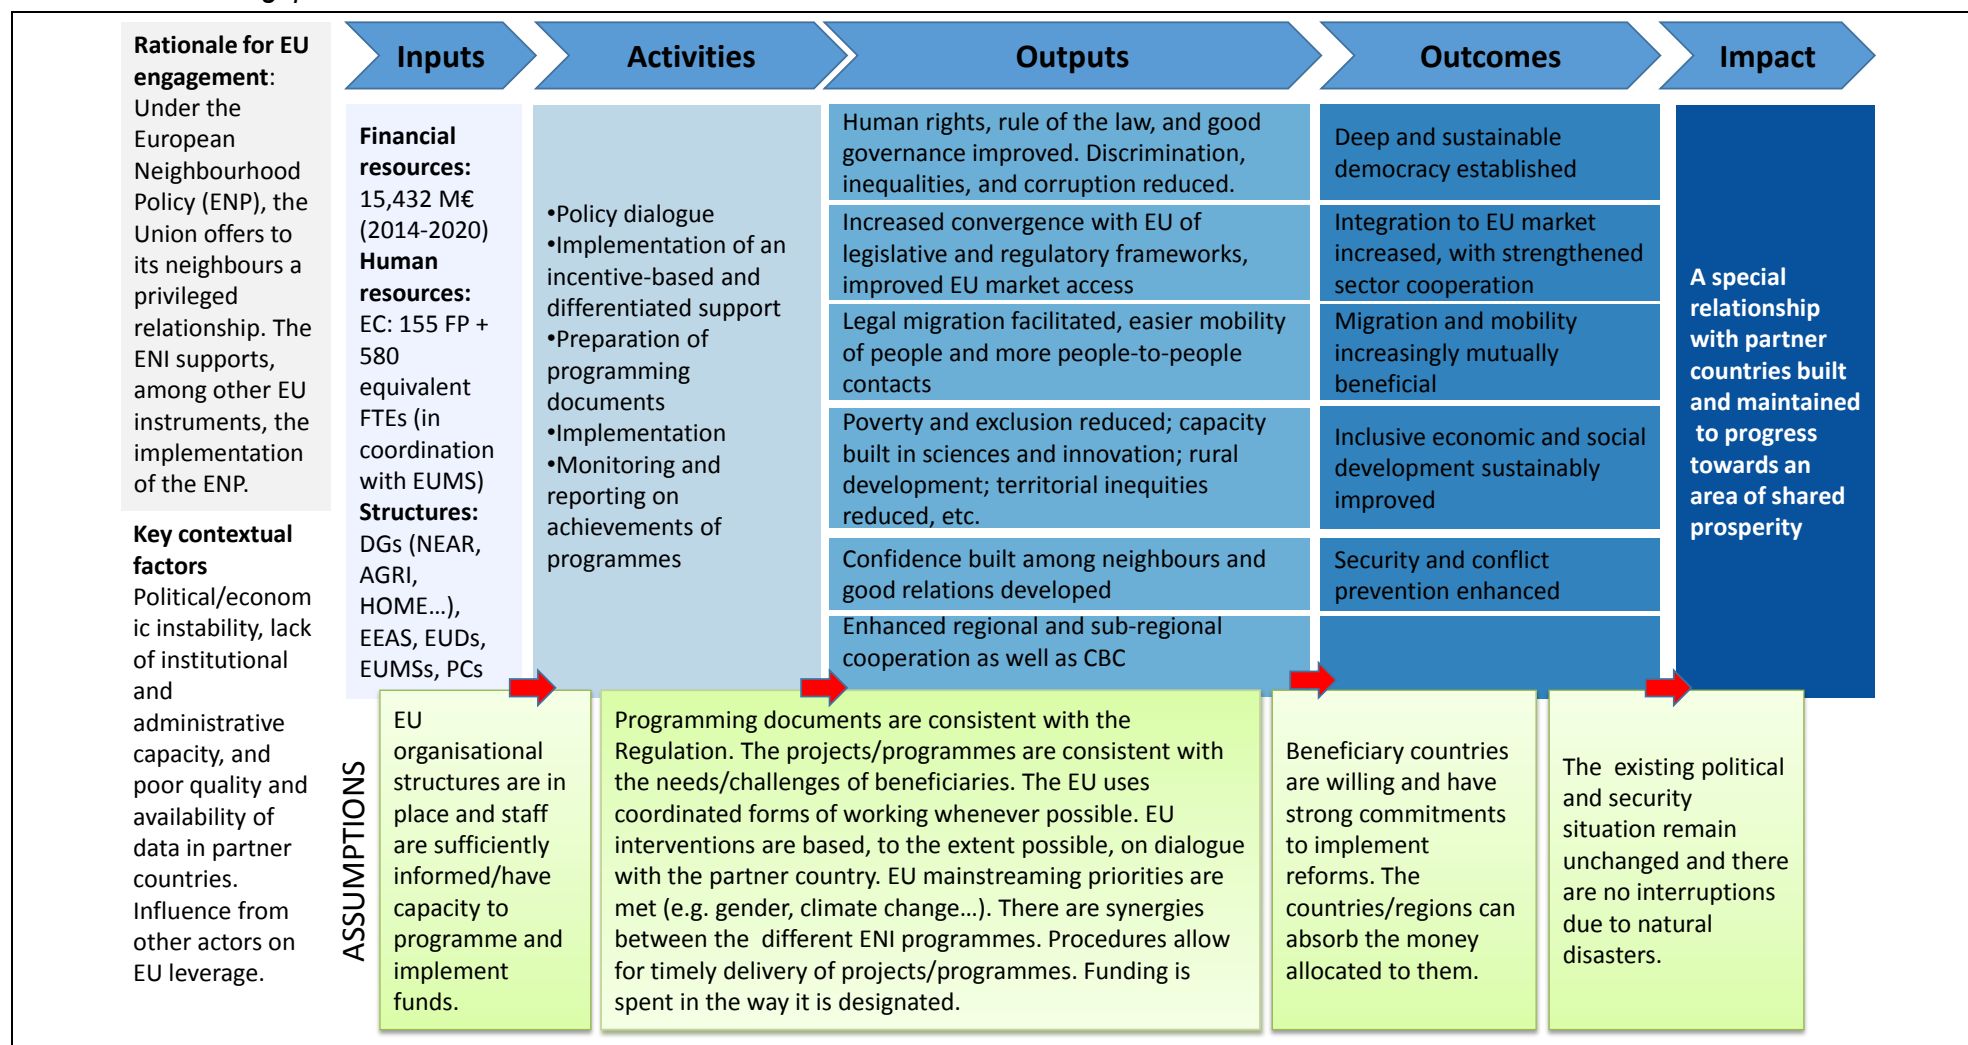 Rationale for EU
engagement:
Under the
European
Neighbourhood
Policy (ENP), the
Union offers to
its neighbours a
privileged
relationship. The
ENI supports,
among other EU
instruments, the
implementation
of the ENP.
Key contextual
factors
Political/econom
ic instability, lack
of institutional
and
administrative
capacity, and
poor quality and
availability of
data in partner
countries.
Influence from
other actors on
EU leverage.
Inputs
Financial
resources:
15,432 M€
(2014-2020)
Human
resources:
EC: 155 FP +
580
equivalent
FTEs (in
coordination
with EUMS)
Structures:
DGs (NEAR,
AGRI,
HOME...),
EEAS, EUDs,
EUMSs, PCs
Activities
•Policy dialogue
•Implementation of an
incentive-based and
differentiated support
•Preparation of
programming
documents
•Implementation
•Monitoring and
reporting on
achievements of
programmes
Outputs
Human rights, rule of the law, and good
governance improved. Discrimination,
inequalities, and corruption reduced.
Increased convergence with EU of
legislative and regulatory frameworks,
improved EU market access
Legal migration facilitated, easier mobility
of people and more people-to-people
contacts
Poverty and exclusion reduced; capacity
built in sciences and innovation; rural
development; territorial inequities
reduced, etc.
Confidence built among neighbours and
good relations developed
Enhanced regional and sub-regional
cooperation as well as CBC
Outcomes
Deep and sustainable
democracy established
Integration to EU market
increased, with strengthened
sector cooperation
Migration and mobility
increasingly mutually
beneficial
Inclusive economic and social
development sustainably
improved
Security and conflict
prevention enhanced
Impact
A special
relationship
with partner
countries built
and maintained
to progress
towards an
area of shared
prosperity
ASSUMPTIONS
EU
organisational
structures are in
place and staff
are sufficiently
informed/have
capacity to
programme and
implement
funds.
Programming documents are consistent with the
Regulation. The projects/programmes are consistent with
the needs/challenges of beneficiaries. The EU uses
coordinated forms of working whenever possible. EU
interventions are based, to the extent possible, on dialogue
with the partner country. EU mainstreaming priorities are
met (e.g. gender, climate change...). There are synergies
between the different ENI programmes. Procedures allow
for timely delivery of projects/programmes. Funding is
spent in the way it is designated.
Beneficiary countries
are willing and have
strong commitments
to implement
reforms. The
countries/regions can
absorb the money
allocated to them.
The existing political
and security
situation remain
unchanged and there
are no interruptions
due to natural
disasters.